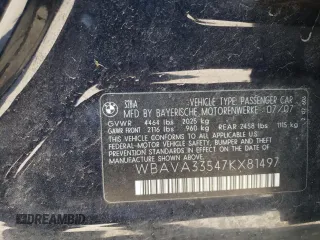 BMW
VEHICLE TYPE: PASSENGER CAR
MFD BY BAYERISCHE MOTORENWERKE 07/07
GVWR 4464 lbs 2025 kg
GAWR FRONT 2116 lbs 960 kg REAR 2458 lbs 1115 kg
THIS VEHICLE CONFORMS TO ALL APPLICABLE U.S.
FEDERAL-MOTOR VEHICLE SAFETY, BUMPER,
AND THEFT PREVENTION STANDARDS IN EFFECT ON
THE DATE OF MANUFACTURE SHOWN ABOVE.
WBAVA33547KX81497
DREAMBID